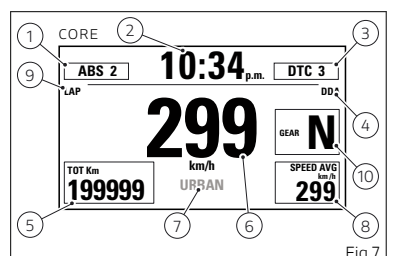 CORE
1
2
3
ABS 2
10:34 p.m.
DTC 3
9
LAP
DDA
4
299
GEAR N
km/h
10
TOT Km
199999
URBAN
SPEED AVG
km/h
299
5
7
6
8
Fig 7